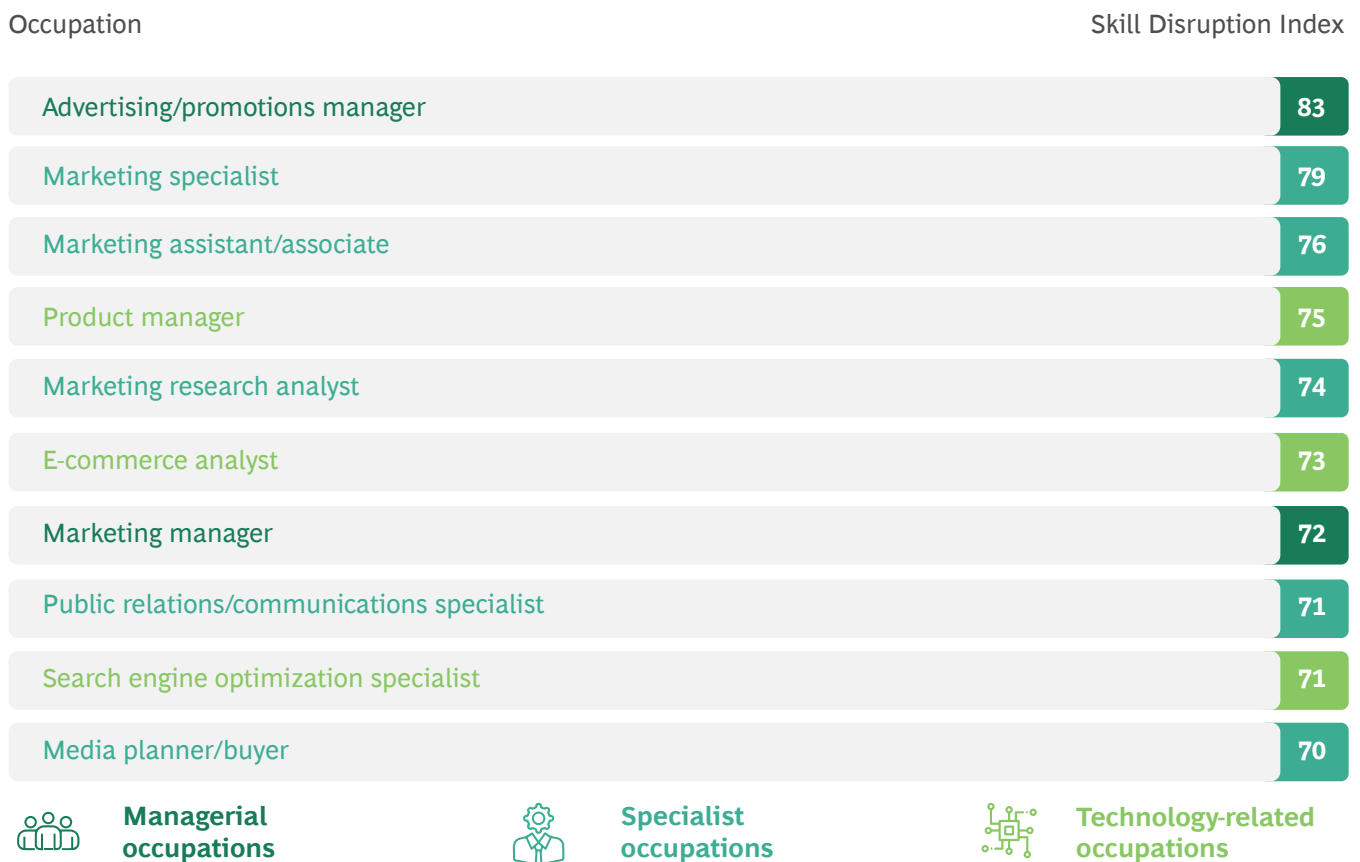 Occupation Skill Disruption Index
Advertising/promotions manager 83
Marketing specialist 79
Marketing assistant/associate 76
Product manager 75
Marketing research analyst 74
E-commerce analyst 73
Marketing manager 72
Public relations/communications specialist 71
Search engine optimization specialist 71
Media planner/buyer 70
Managerial
occupations
Specialist
occupations
Technology-related
occupations